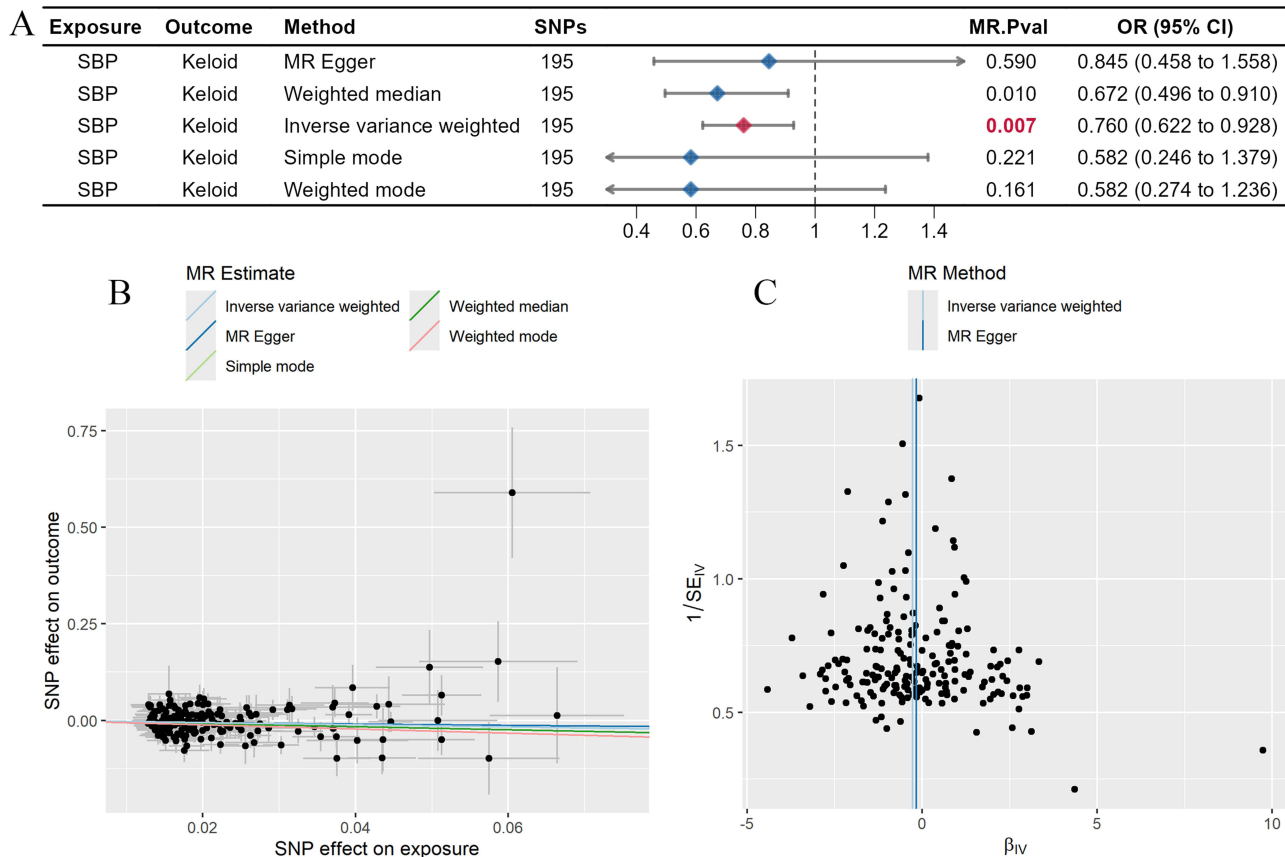 A
Exposure Outcome Method SNPs MR.Pval OR (95% CI)
SBP Keloid MR Egger 195 0.590 0.845 (0.458 to 1.558)
SBP Keloid Weighted median 195 0.010 0.672 (0.496 to 0.910)
SBP Keloid Inverse variance weighted 195 0.007 0.760 (0.622 to 0.928)
SBP Keloid Simple mode 195 0.221 0.582 (0.246 to 1.379)
SBP Keloid Weighted mode 195 0.161 0.582 (0.274 to 1.236)
0.4 0.6 0.8 1 1.2 1.4
B
MR Estimate
Inverse variance weighted Weighted median
MR Egger Weighted mode
Simple mode
0.75
0.50
0.25
0.00
SNP effect on outcome
0.02 0.04 0.06
SNP effect on exposure
C
MR Method
Inverse variance weighted
MR Egger
1.5
1.0
0.5
1/SE_IV
-5 0 5 10
β_IV